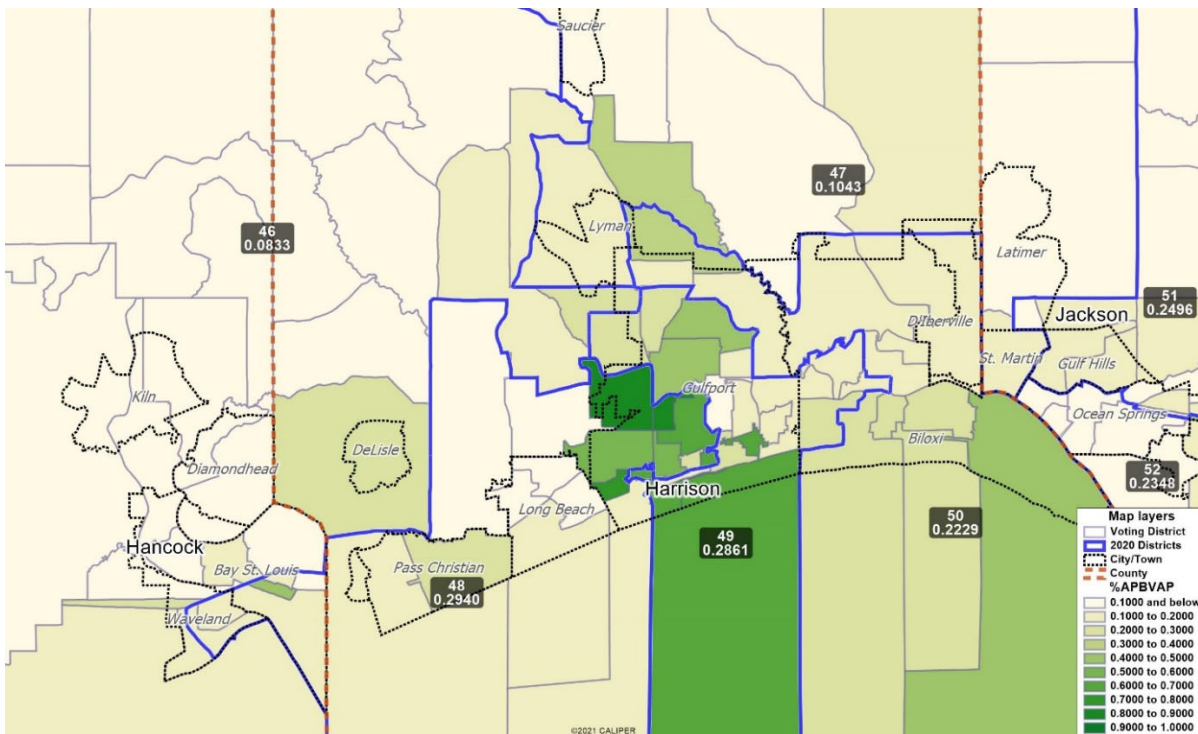 Saucier
47
0.1043
46
0.0833
Lyman
Latimer
51
0.2496
D'Iberville
Jackson
St. Martin
Gulf Hills
Kiln
Gulfport
Ocean Springs
DeLisle
Biloxi
Diamondhead
52
0.2348
Harrison
Long Beach
Hancock
49
0.2861
50
0.2229
Bay St. Louis
Pass Christian
48
0.2940
Waveland
Map layers
Voting District
2020 Districts
City/Town
County
%APBVAP
0.1000 and below
0.1000 to 0.2000
0.2000 to 0.3000
0.3000 to 0.4000
0.4000 to 0.5000
0.5000 to 0.6000
0.6000 to 0.7000
0.7000 to 0.8000
0.8000 to 0.9000
0.9000 to 1.0000
©2021 CALIPER